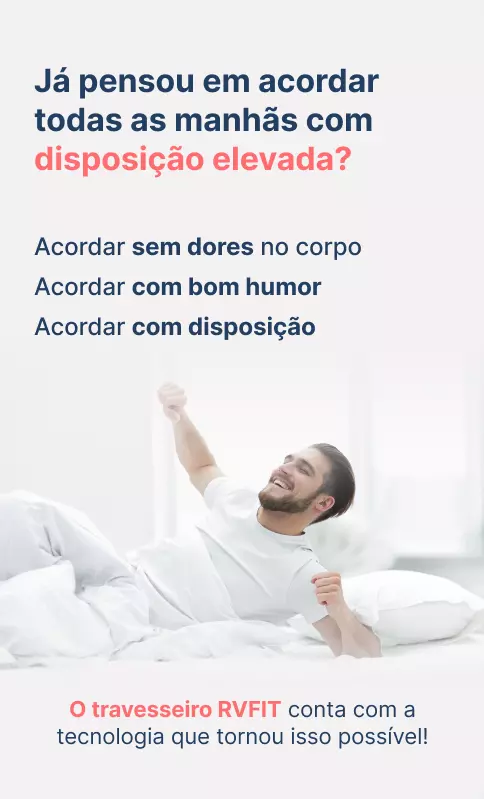 Já pensou em acordar
todas as manhãs com
disposição elevada?
Acordar sem dores no corpo
Acordar com bom humor
Acordar com disposição
O travesseiro RVFIT conta com a
tecnologia que tornou isso possível!